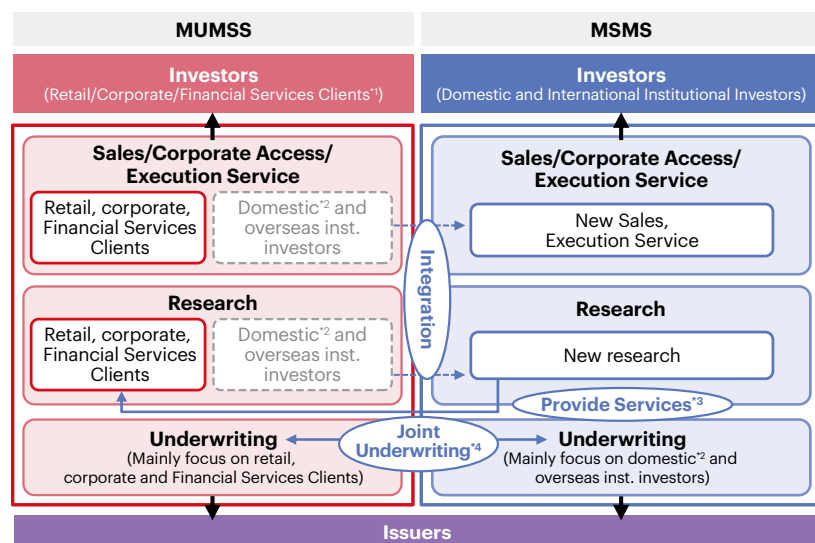 MUMSS
MSMS
Investors
(Retail/Corporate/Financial Services Clients*1)
Investors
(Domestic and International Institutional Investors)
Sales/Corporate Access/
Execution Service
Retail, corporate,
Financial Services
Clients
Domestic*2 and
overseas inst.
investors
Sales/Corporate Access/
Execution Service
New Sales,
Execution Service
Integration
Research
Retail, corporate,
Financial Services
Clients
Domestic*2 and
overseas inst.
investors
Research
New research
Provide Services*3
Joint
Underwriting*4
Underwriting
(Mainly focus on retail,
corporate and Financial Services Clients)
Underwriting
(Mainly focus on domestic*2 and
overseas inst. investors)
Issuers